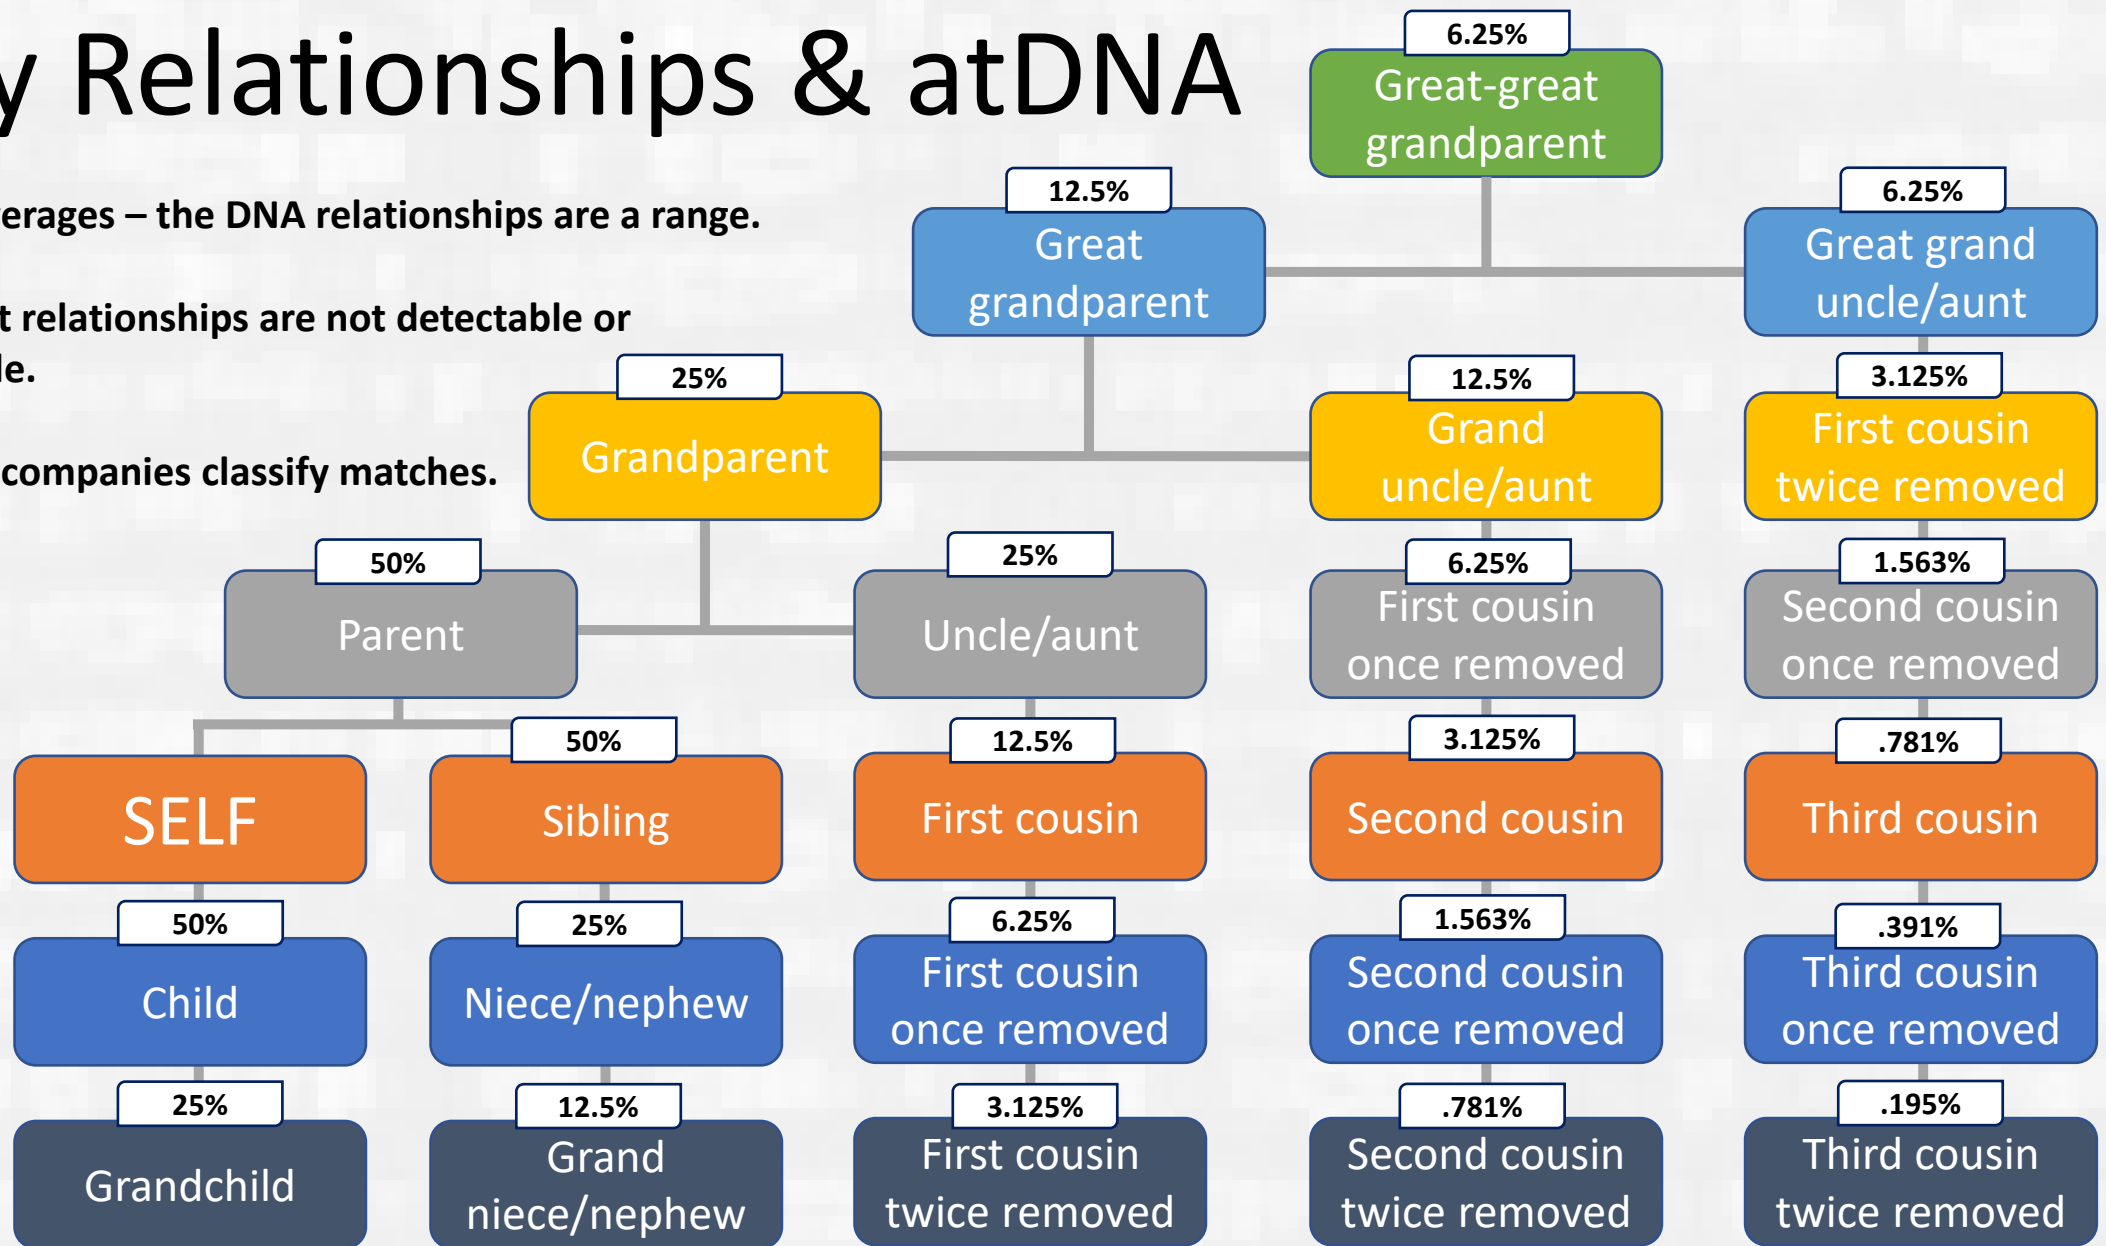 y Relationships & atDNA
verages – the DNA relationships are a range.
t relationships are not detectable or
le.
companies classify matches.
6.25%
Great-great
grandparent
12.5%
Great
grandparent
6.25%
Great grand
uncle/aunt
25%
Grandparent
12.5%
Grand
uncle/aunt
3.125%
First cousin
twice removed
50%
Parent
25%
Uncle/aunt
6.25%
First cousin
once removed
1.563%
Second cousin
once removed
SELF
50%
Sibling
12.5%
First cousin
3.125%
Second cousin
.781%
Third cousin
50%
Child
25%
Niece/nephew
6.25%
First cousin
once removed
1.563%
Second cousin
once removed
.391%
Third cousin
once removed
25%
Grandchild
12.5%
Grand
niece/nephew
3.125%
First cousin
twice removed
.781%
Second cousin
twice removed
.195%
Third cousin
twice removed